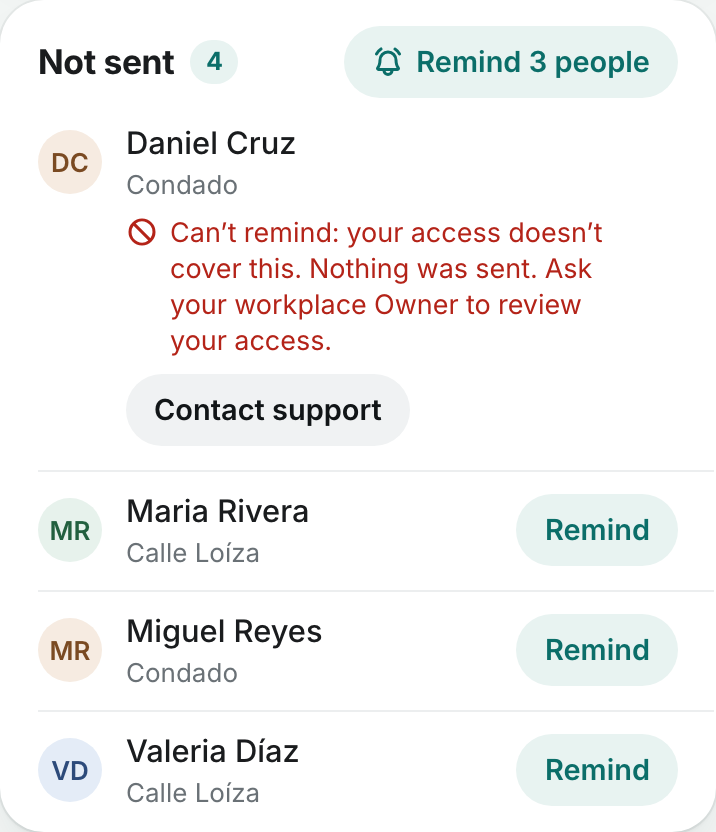 Not sent 4 Remind 3 people
DC Daniel Cruz
Condado
Can’t remind: your access doesn’t
cover this. Nothing was sent. Ask
your workplace Owner to review
your access.
Contact support
MR Maria Rivera Remind
Calle Loíza
MR Miguel Reyes Remind
Condado
VD Valeria Díaz Remind
Calle Loíza